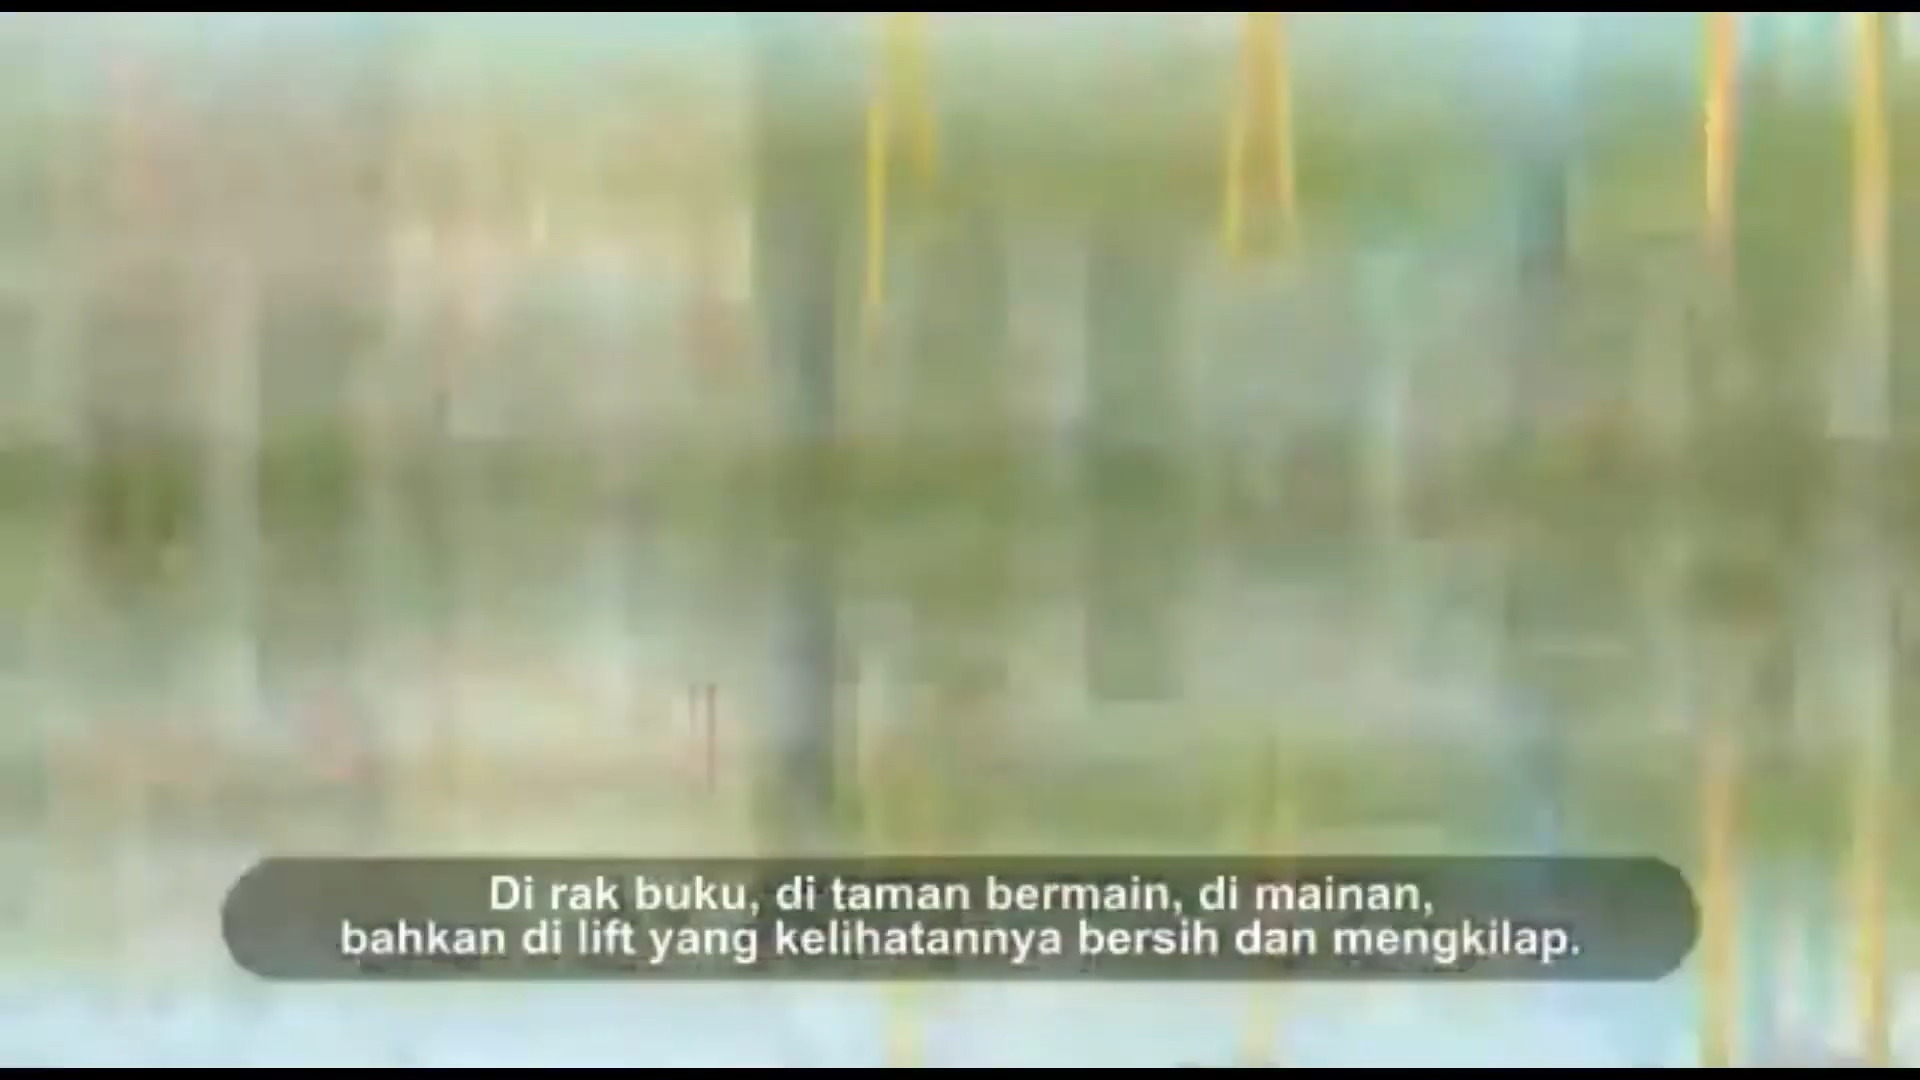 Di rak buku, di taman bermain, di mainan,
bahkan di lift yang kelihatannya bersih dan mengkilap.